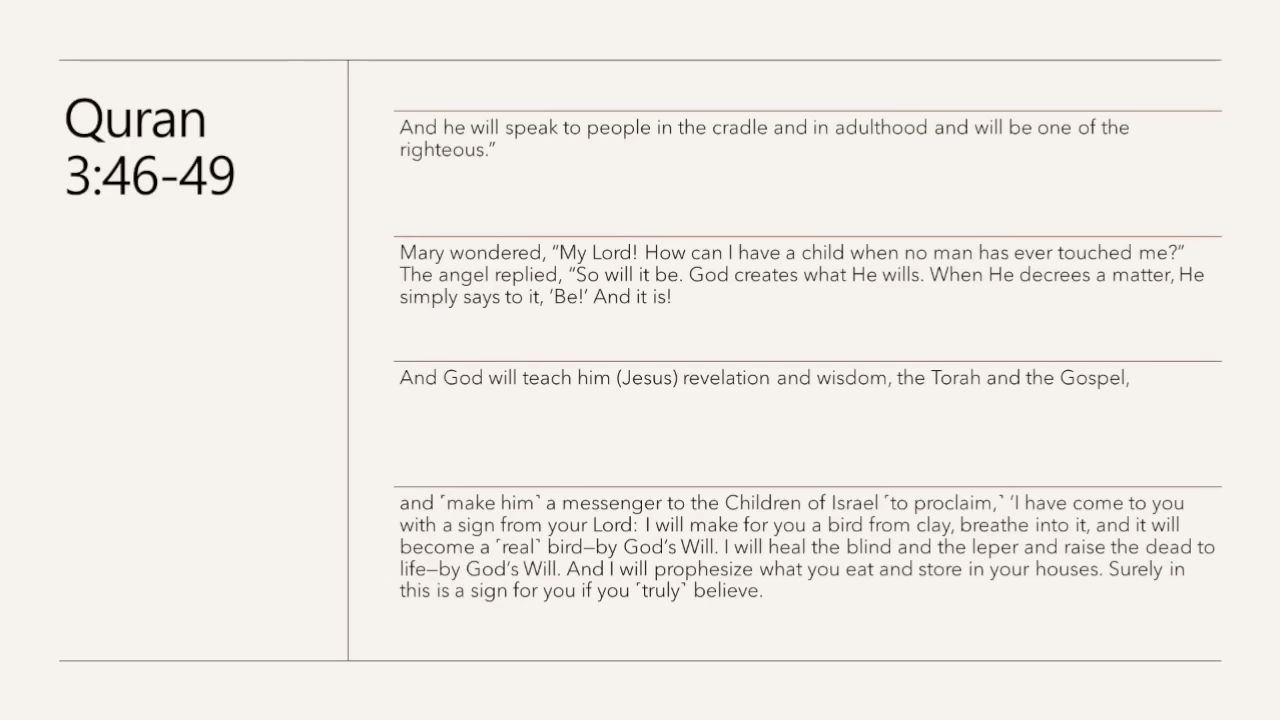 Quran
3:46-49
And he will speak to people in the cradle and in adulthood and will be one of the
righteous.”
Mary wondered, “My Lord! How can I have a child when no man has ever touched me?”
The angel replied, “So will it be. God creates what He wills. When He decrees a matter, He
simply says to it, ‘Be!’ And it is!
And God will teach him (Jesus) revelation and wisdom, the Torah and the Gospel,
and ˹make him˺ a messenger to the Children of Israel ˹to proclaim,˺ ‘I have come to you
with a sign from your Lord: I will make for you a bird from clay, breathe into it, and it will
become a ˹real˺ bird—by God’s Will. I will heal the blind and the leper and raise the dead to
life—by God’s Will. And I will prophesize what you eat and store in your houses. Surely in
this is a sign for you if you ˹truly˺ believe.